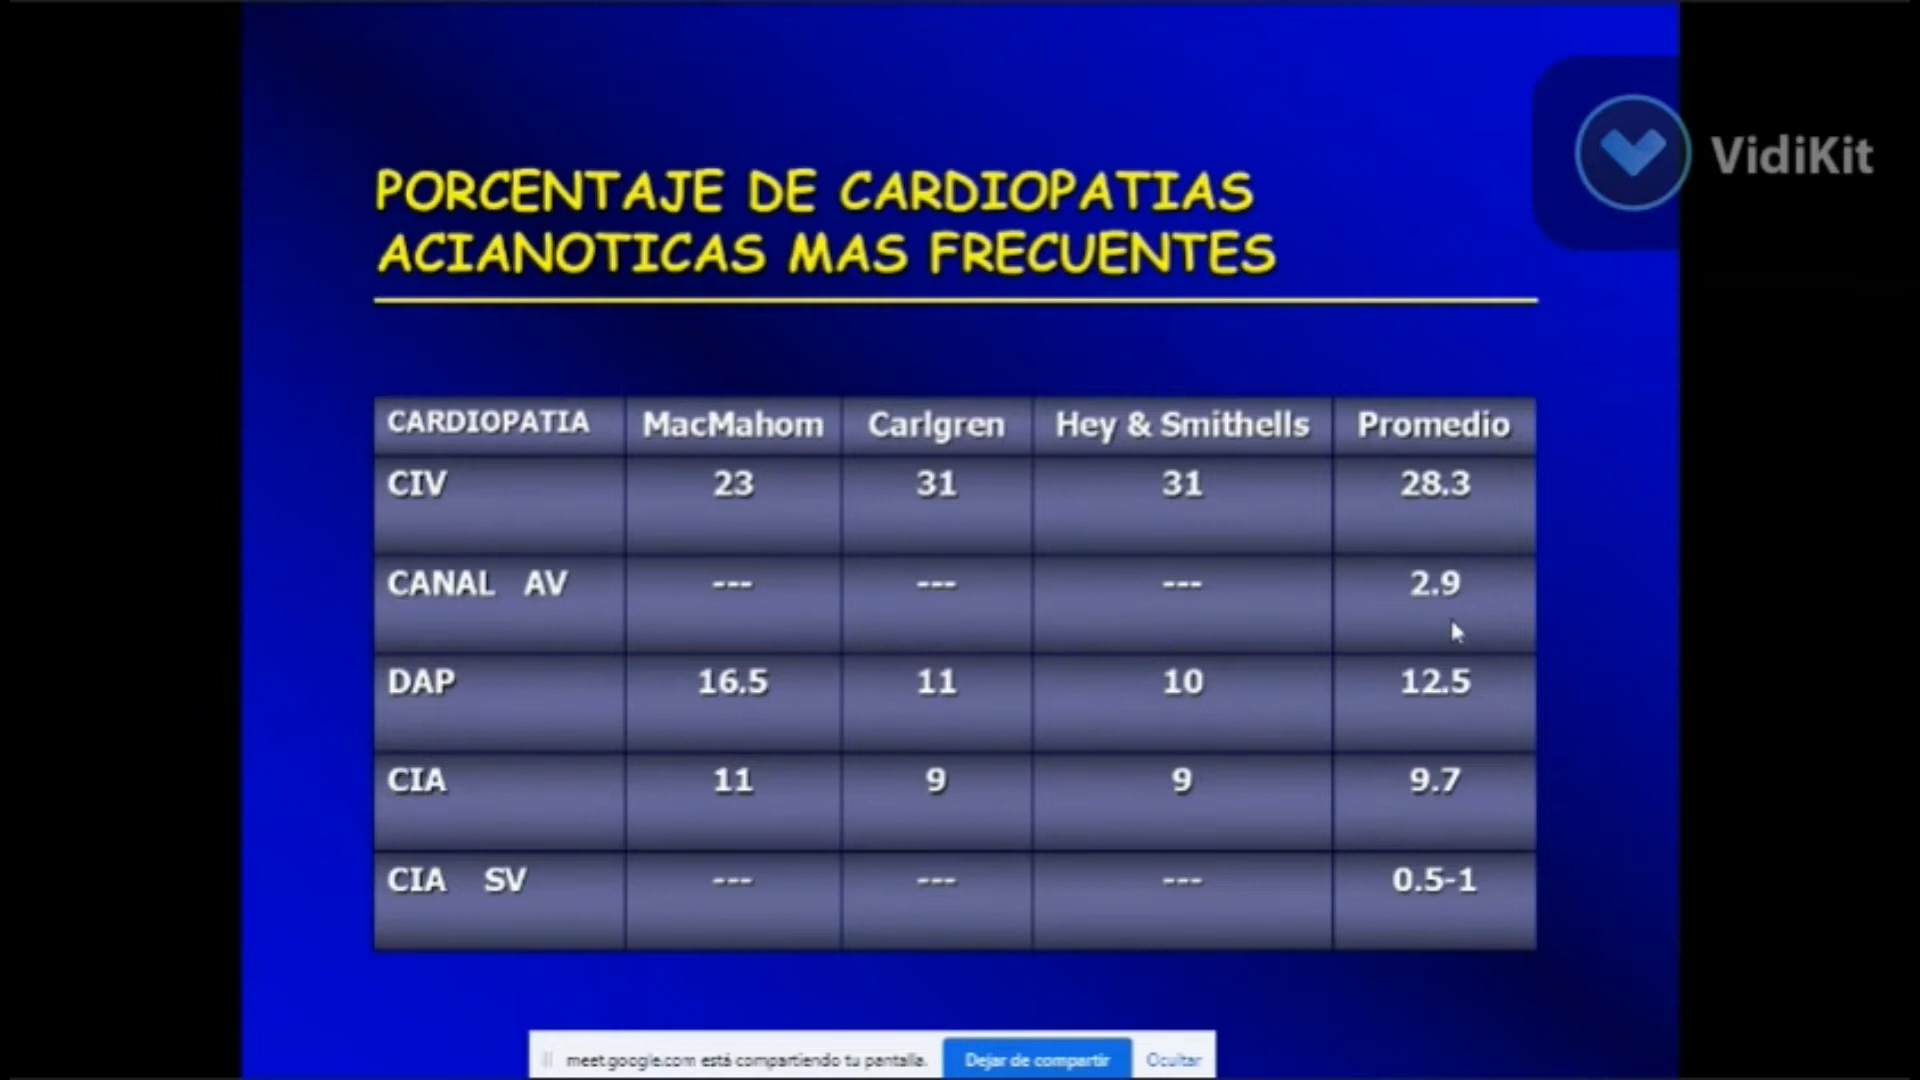 VidiKit
PORCENTAJE DE CARDIOPATIAS
ACIANOTICAS MAS FRECUENTES
CARDIOPATIA MacMahom Carlgren Hey & Smithells Promedio
CIV 23 31 31 28.3
CANAL AV --- --- --- 2.9
DAP 16.5 11 10 12.5
CIA 11 9 9 9.7
CIA SV --- --- --- 0.5-1
meet.google.com está compartiendo tu pantalla. Dejar de compartir Ocultar